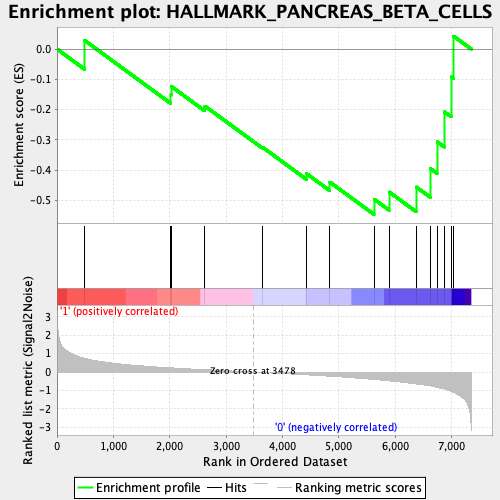 Enrichment plot: HALLMARK_PANCREAS_BETA_CELLS
Enrichment score (ES)
0.0
-0.1
-0.2
-0.3
-0.4
-0.5
'1' (positively correlated)
Ranked list metric (Signal2Noise)
3
2
1
0
-1
-2
-3
Zero cross at 3478
'0' (negatively correlated)
0
1,000
2,000
3,000
4,000
5,000
6,000
7,000
Rank in Ordered Dataset
Enrichment profile
Hits
Ranking metric scores